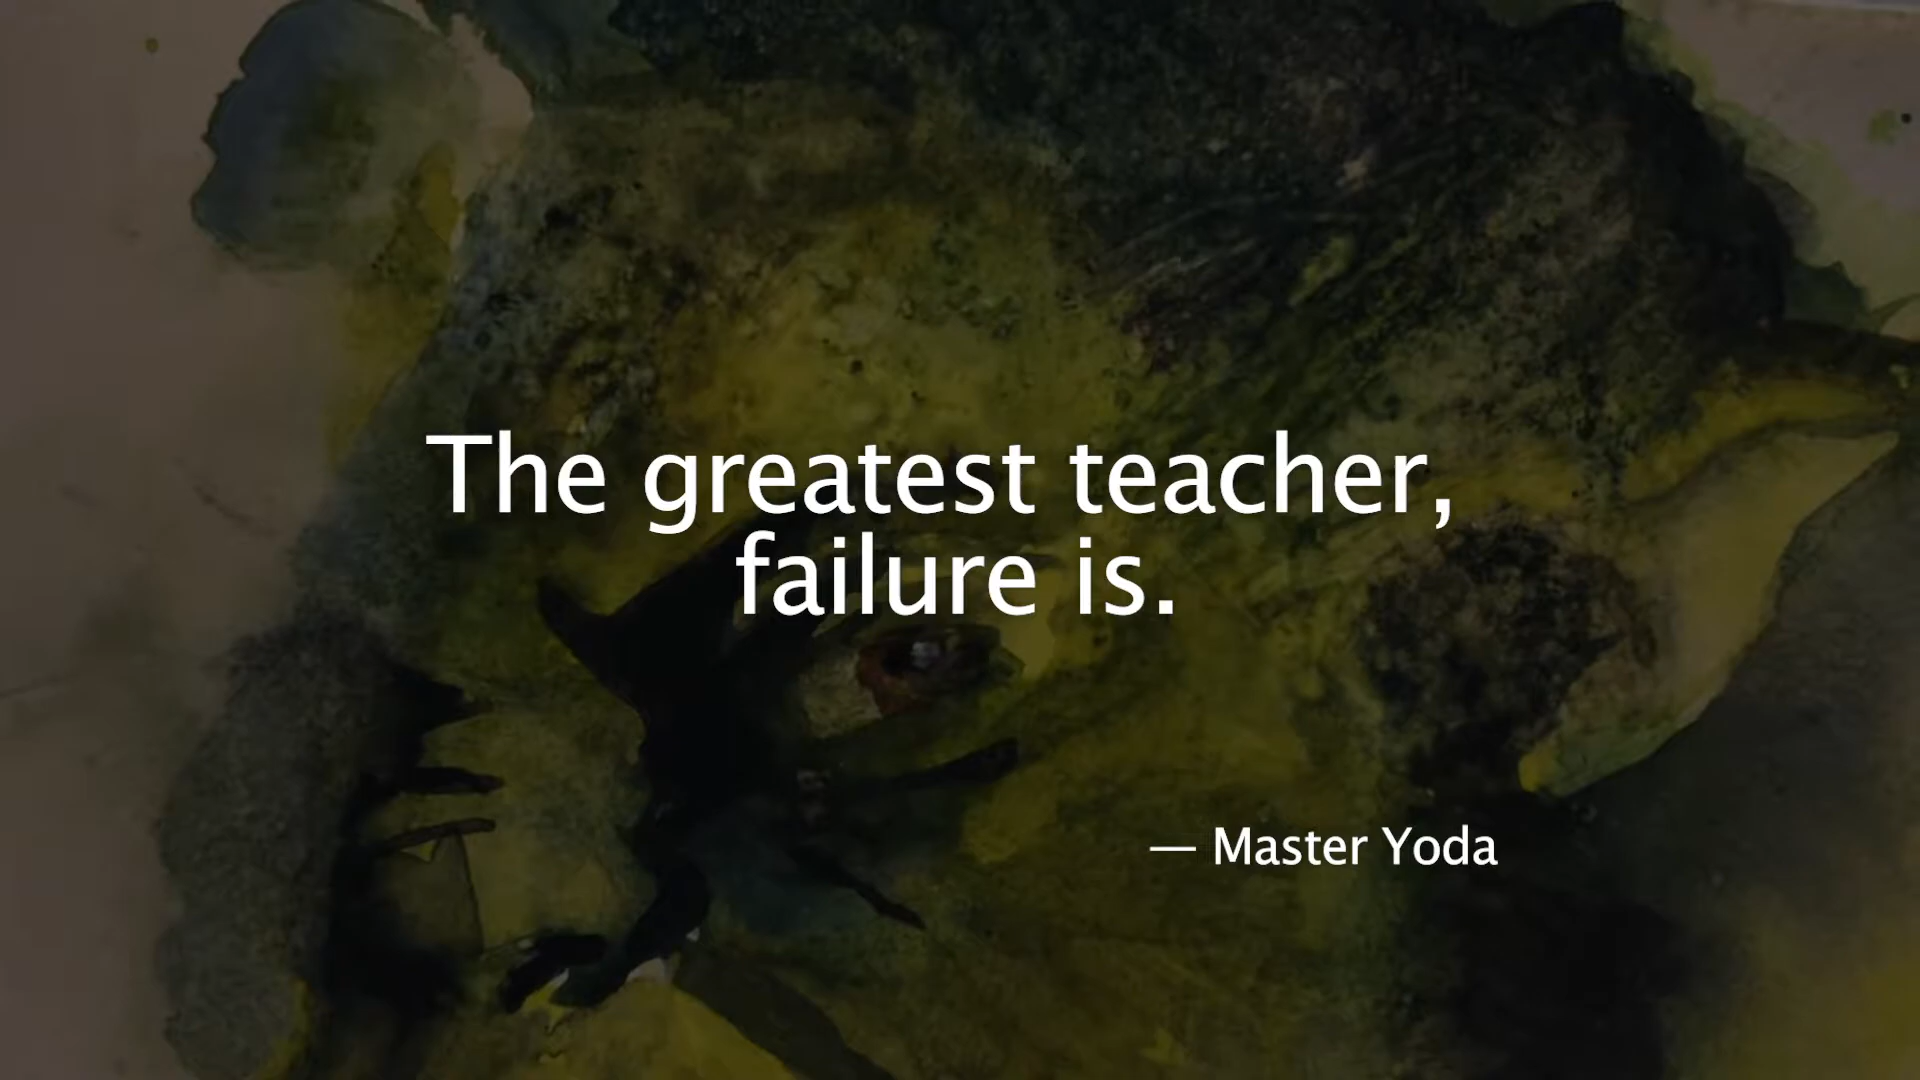 The greatest teacher,
failure is.
— Master Yoda